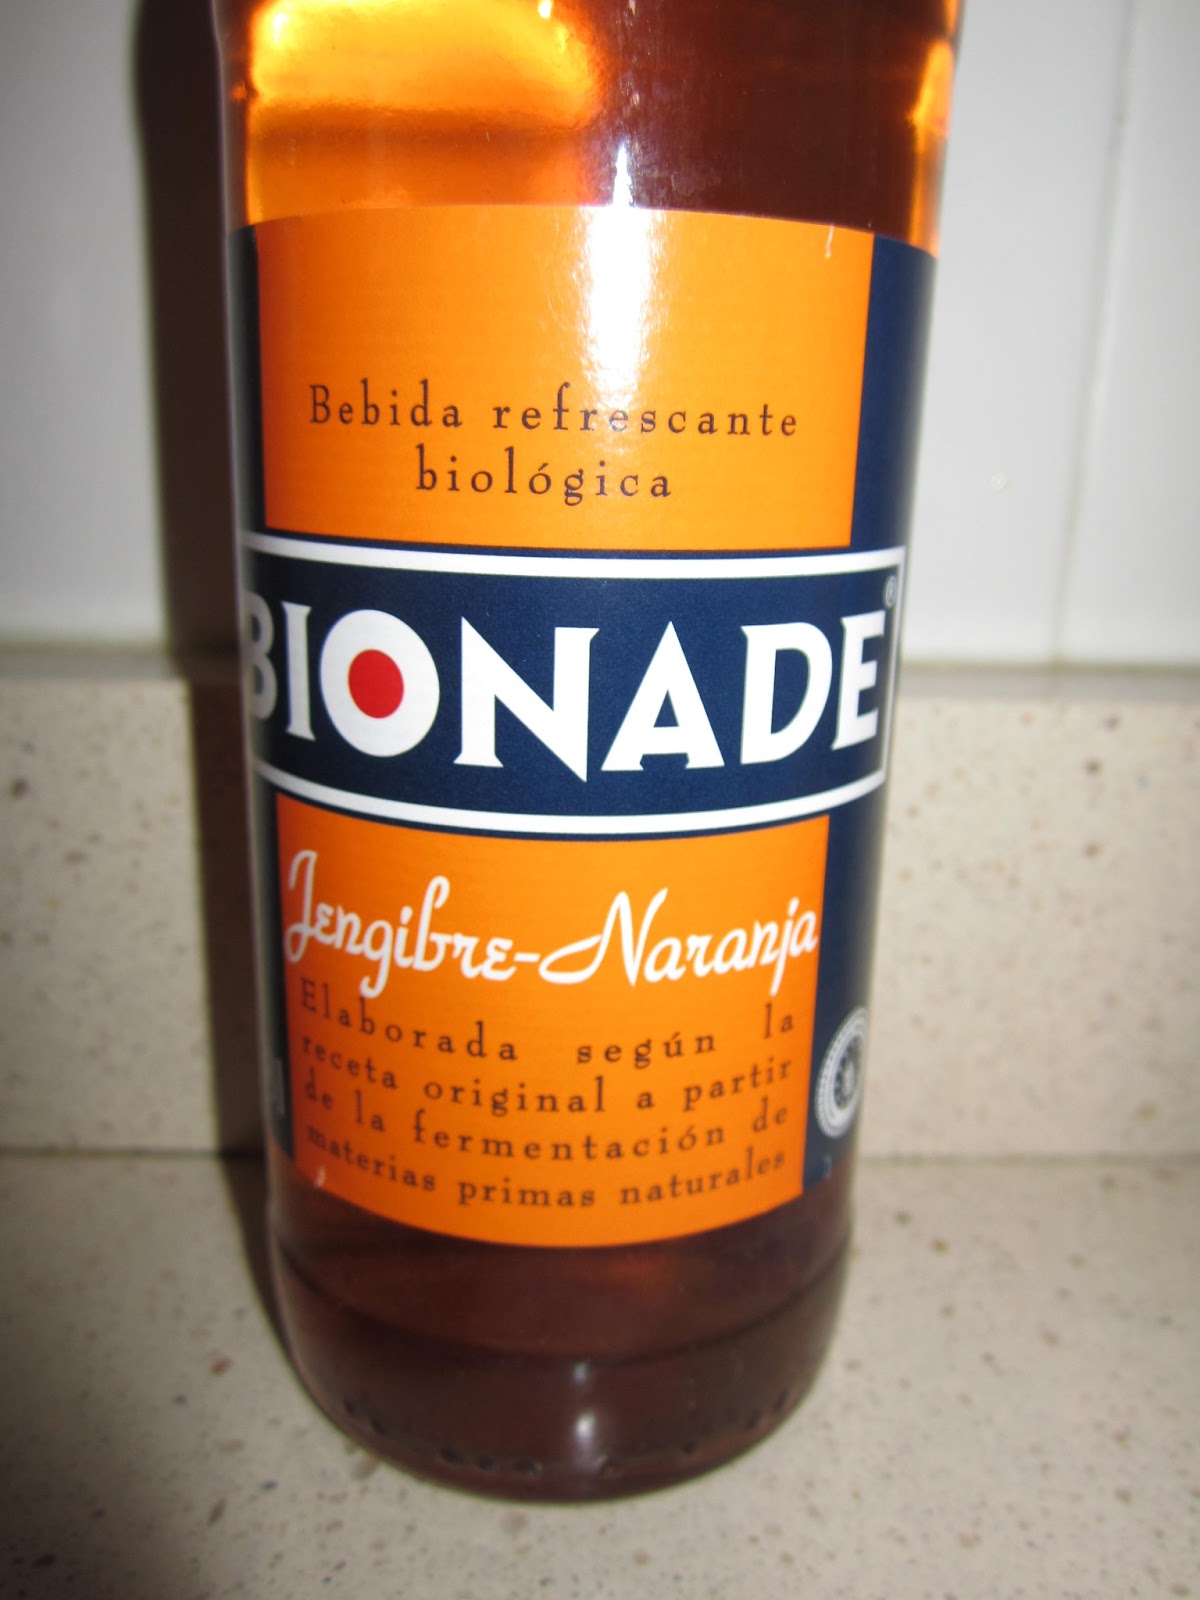 Bebida refrescante
biológica
BIONADE®
Jengibre-Naranja
Elaborada según la
receta original a partir
de la fermentación de
materias primas naturales